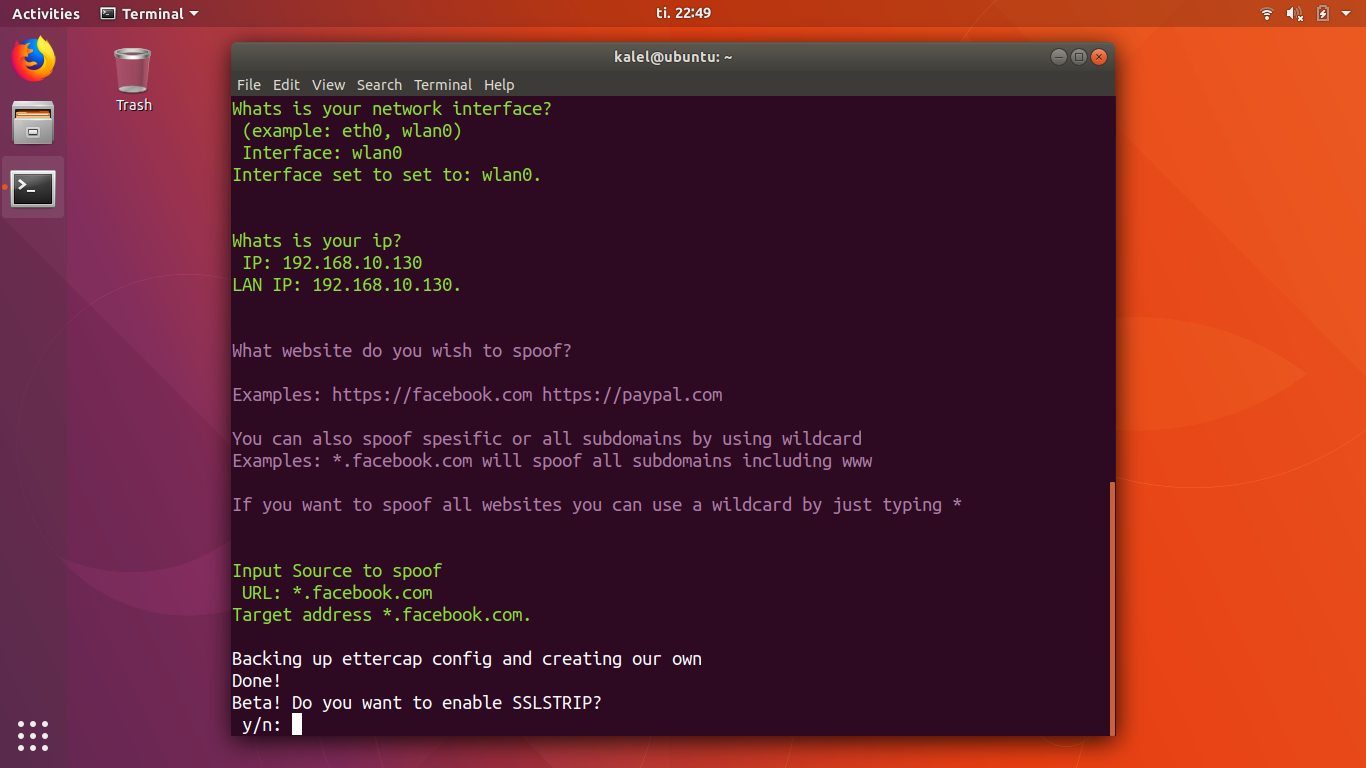 Activities Terminal ti. 22:49
Trash
kalel@ubuntu: ~
File Edit View Search Terminal Help
Whats is your network interface?
(example: eth0, wlan0)
Interface: wlan0
Interface set to set to: wlan0.
Whats is your ip?
IP: 192.168.10.130
LAN IP: 192.168.10.130.
What website do you wish to spoof?
Examples: https://facebook.com https://paypal.com
You can also spoof spesific or all subdomains by using wildcard
Examples: *.facebook.com will spoof all subdomains including www
If you want to spoof all websites you can use a wildcard by just typing *
Input Source to spoof
URL: *.facebook.com
Target address *.facebook.com.
Backing up ettercap config and creating our own
Done!
Beta! Do you want to enable SSLSTRIP?
y/n: